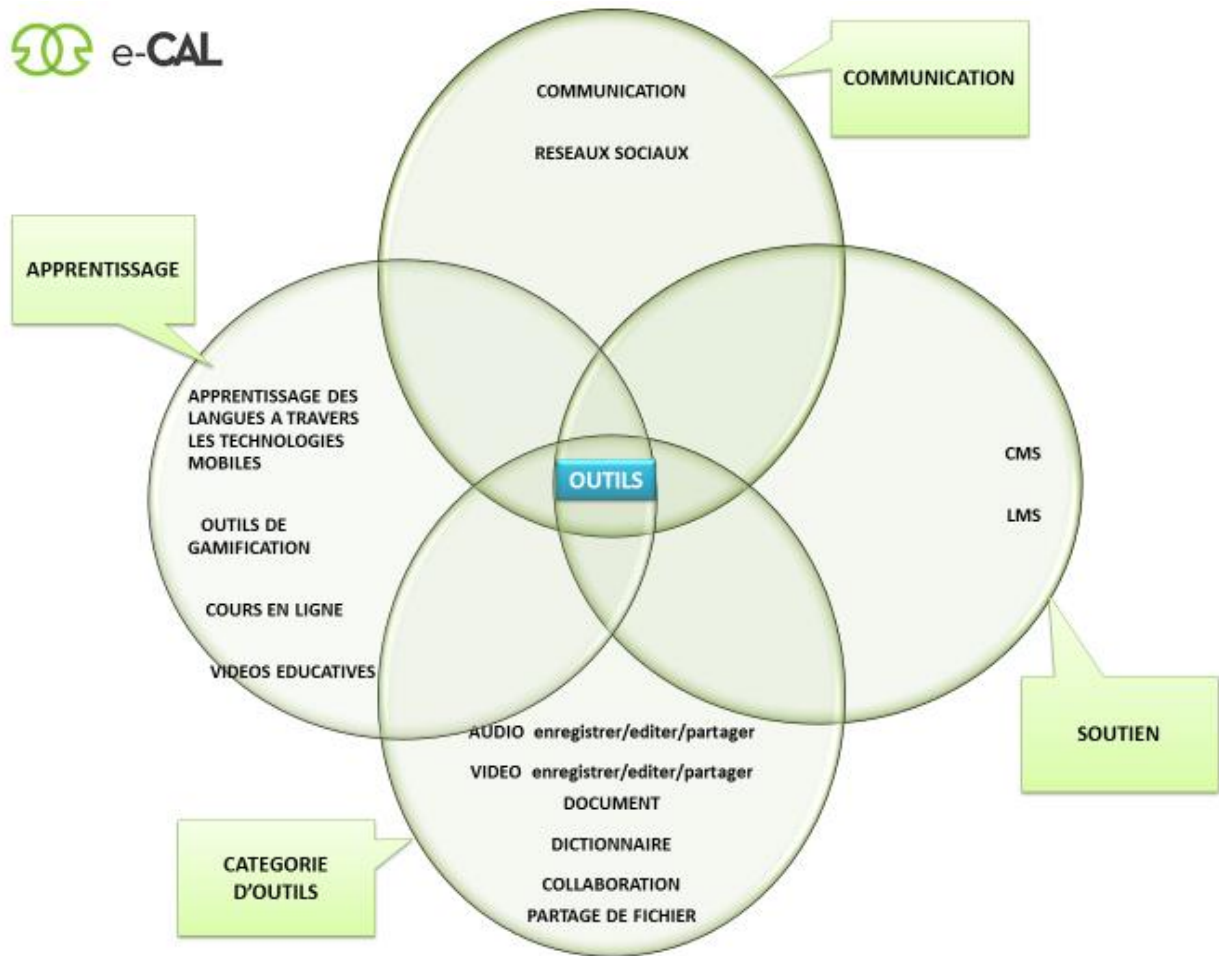 e-CAL
COMMUNICATION
RESEAUX SOCIAUX
COMMUNICATION
APPRENTISSAGE
APPRENTISSAGE DES
LANGUES A TRAVERS
LES TECHNOLOGIES
MOBILES
OUTILS DE
GAMIFICATION
COURS EN LIGNE
VIDEOS EDUCATIVES
OUTILS
CMS
LMS
SOUTIEN
AUDIO enregistrer/editer/partager
VIDEO enregistrer/editer/partager
DOCUMENT
DICTIONNAIRE
COLLABORATION
PARTAGE DE FICHIER
CATEGORIE
D'OUTILS